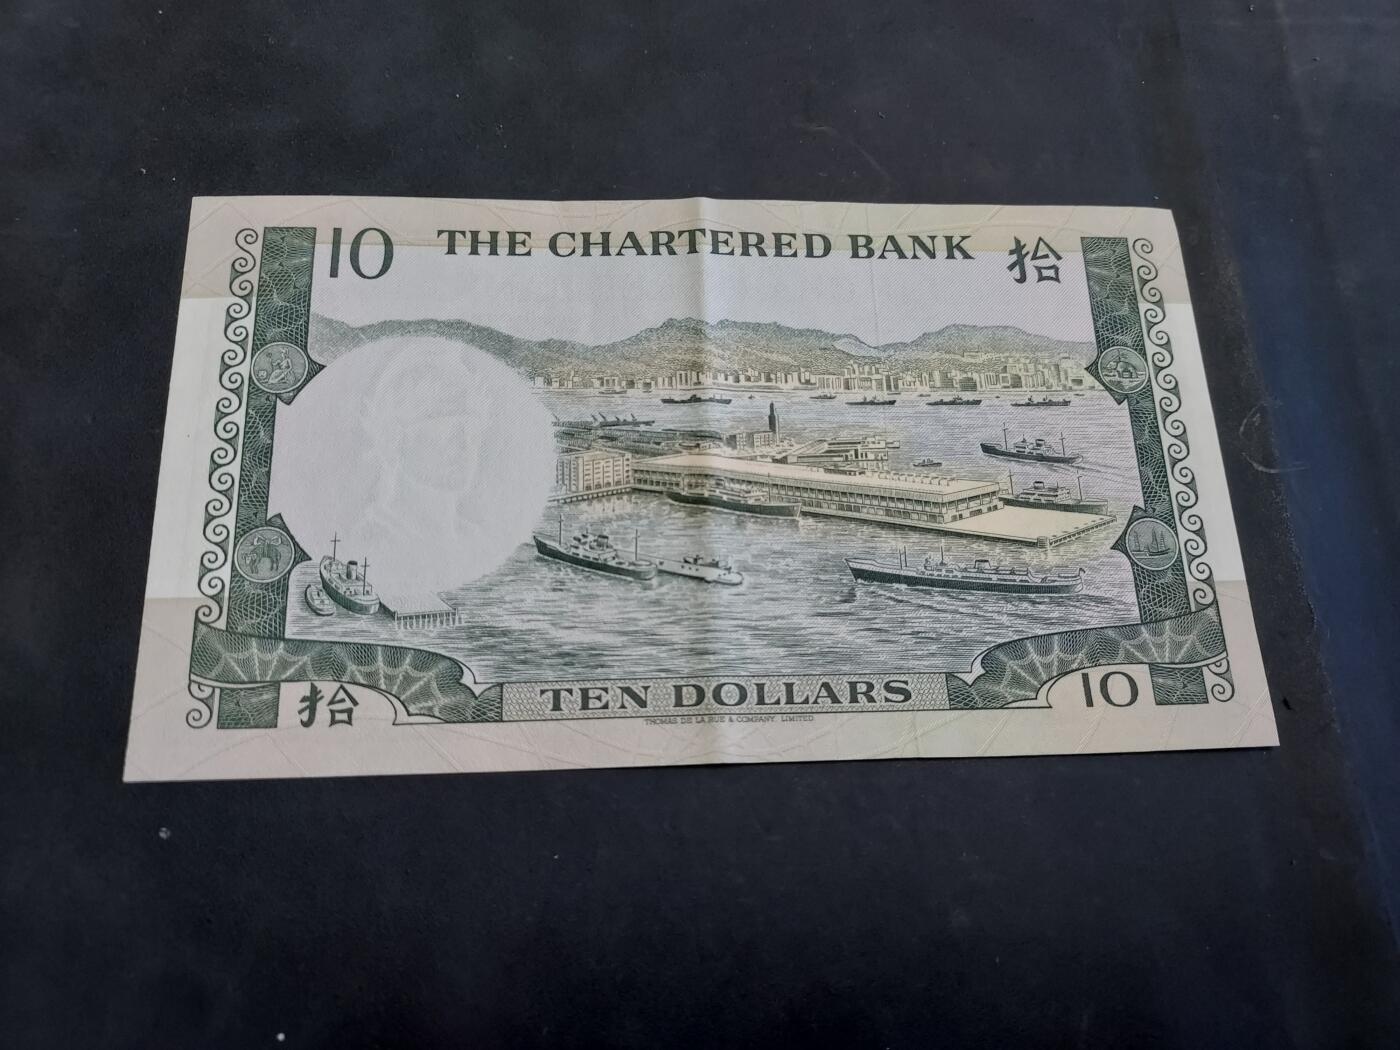 10 THE CHARTERED BANK 拾
拾 TEN DOLLARS 10
THOMAS DE LA RUE & COMPANY, LIMITED.